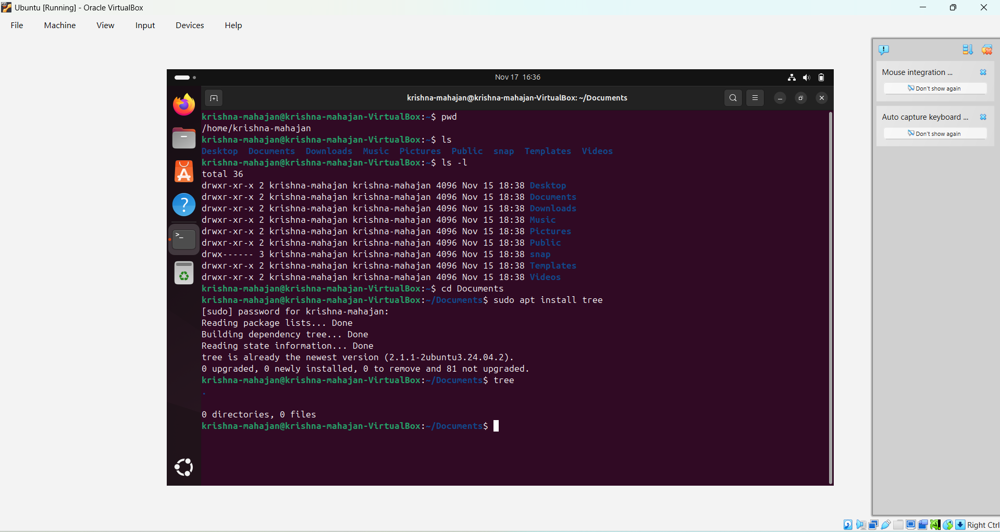 Ubuntu [Running] - Oracle VirtualBox
File Machine View Input Devices Help
Nov 17 16:36
krishna-mahajan@krishna-mahajan-VirtualBox: ~/Documents
krishna-mahajan@krishna-mahajan-VirtualBox:~$ pwd
/home/krishna-mahajan
krishna-mahajan@krishna-mahajan-VirtualBox:~$ ls
Desktop Documents Downloads Music Pictures Public snap Templates Videos
krishna-mahajan@krishna-mahajan-VirtualBox:~$ ls -l
total 36
drwxr-xr-x 2 krishna-mahajan krishna-mahajan 4096 Nov 15 18:38 Desktop
drwxr-xr-x 2 krishna-mahajan krishna-mahajan 4096 Nov 15 18:38 Documents
drwxr-xr-x 2 krishna-mahajan krishna-mahajan 4096 Nov 15 18:38 Downloads
drwxr-xr-x 2 krishna-mahajan krishna-mahajan 4096 Nov 15 18:38 Music
drwxr-xr-x 2 krishna-mahajan krishna-mahajan 4096 Nov 15 18:38 Pictures
drwxr-xr-x 2 krishna-mahajan krishna-mahajan 4096 Nov 15 18:38 Public
drwx------ 3 krishna-mahajan krishna-mahajan 4096 Nov 15 18:38 snap
drwxr-xr-x 2 krishna-mahajan krishna-mahajan 4096 Nov 15 18:38 Templates
drwxr-xr-x 2 krishna-mahajan krishna-mahajan 4096 Nov 15 18:38 Videos
krishna-mahajan@krishna-mahajan-VirtualBox:~$ cd Documents
krishna-mahajan@krishna-mahajan-VirtualBox:~/Documents$ sudo apt install tree
[sudo] password for krishna-mahajan:
Reading package lists... Done
Building dependency tree... Done
Reading state information... Done
tree is already the newest version (2.1.1-2ubuntu3.24.04.2).
0 upgraded, 0 newly installed, 0 to remove and 81 not upgraded.
krishna-mahajan@krishna-mahajan-VirtualBox:~/Documents$ tree
.
0 directories, 0 files
krishna-mahajan@krishna-mahajan-VirtualBox:~/Documents$
Mouse integration ...
Don't show again
Auto capture keyboard ...
Don't show again
Right Ctrl